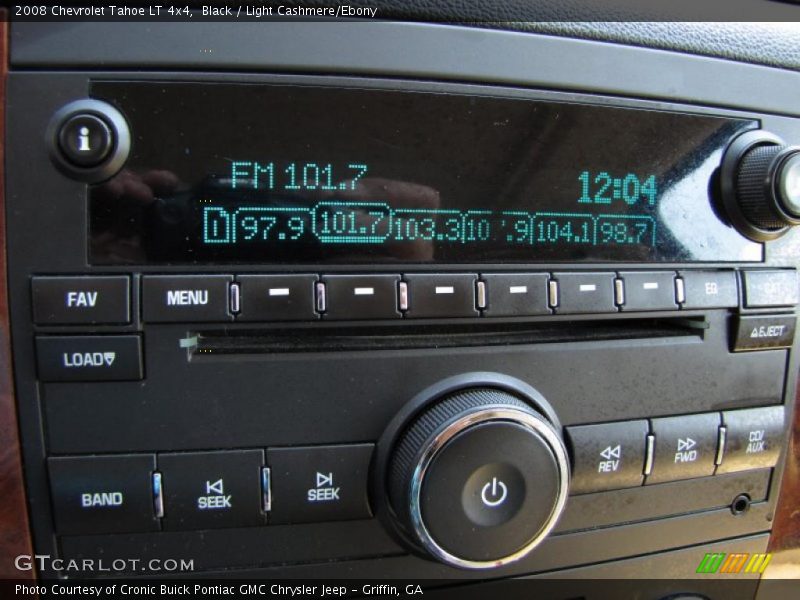 2008 Chevrolet Tahoe LT 4x4, Black / Light Cashmere/Ebony
i
FM 101.7
12:04
D 97.9 101.7 103.3 104.1 98.7
FAV
MENU
EJECT
LOAD
REV
FWD
CD/
AUX
BAND
SEEK
SEEK
GTCARLOT.COM
Photo Courtesy of Cronic Buick Pontiac GMC Chrysler Jeep - Griffin, GA